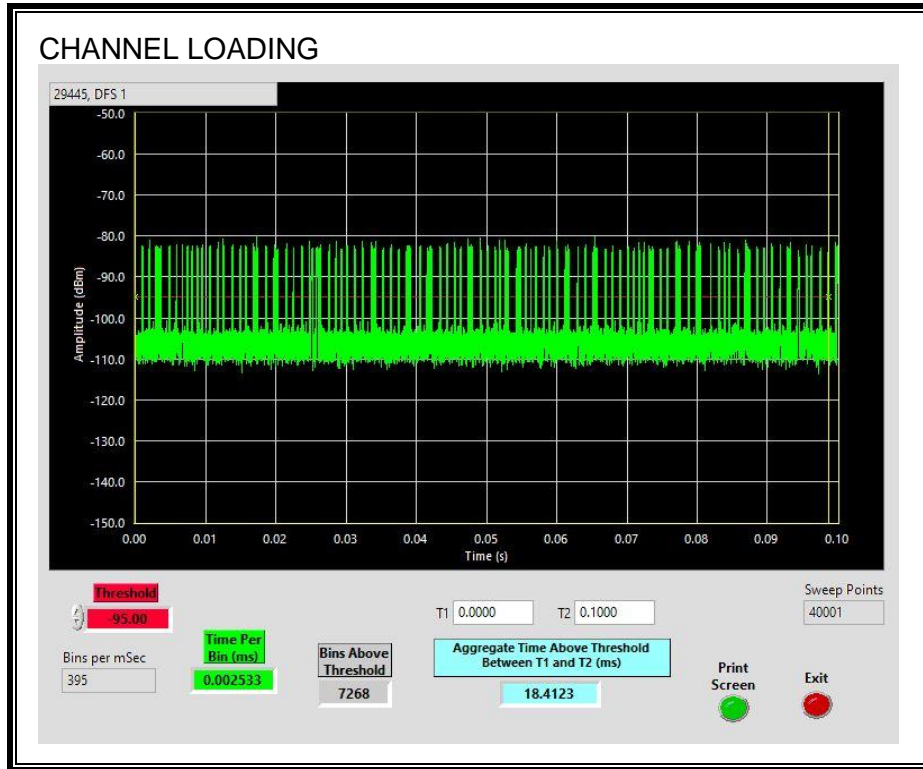 CHANNEL LOADING
29445, DFS 1
-50.0
-60.0
-70.0
-80.0
-90.0
-100.0
-110.0
-120.0
-130.0
-140.0
-150.0
Amplitude (dBm)
0.00 0.01 0.02 0.03 0.04 0.05 0.06 0.07 0.08 0.09 0.10
Time (s)
Threshold
-95.00
T1 0.0000 T2 0.1000
Sweep Points
40001
Bins per mSec
395
Time Per
Bin (ms)
0.002533
Bins Above
Threshold
7268
Aggregate Time Above Threshold
Between T1 and T2 (ms)
18.4123
Print
Screen
Exit